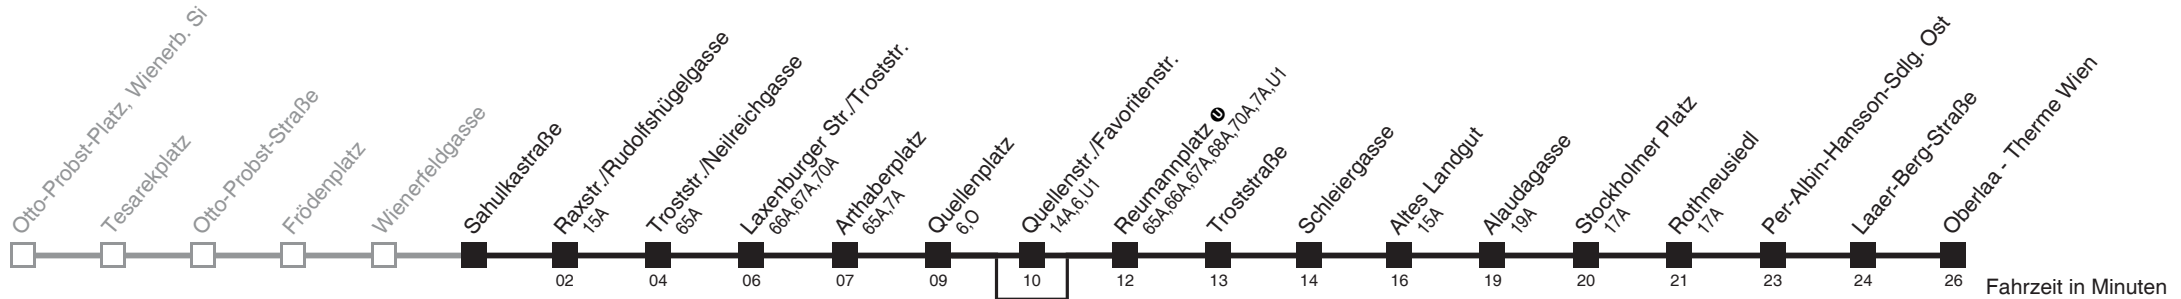 Otto-Probst-Platz, Wienerb. Si
Tesarekplatz
Otto-Probst-Straße
Frödenplatz
Wienerfeldgasse
Sahulkastraße
Raxstr./Rudolfshügelgasse
15A
Troststr./Neilreichgasse
65A
Laxenburger Str./Troststr.
66A,67A,70A
Arthaberplatz
65A,7A
Quellenplatz
6,O
Quellenstr./Favoritenstr.
14A,6,U1
Reumannplatz U
65A,66A,67A,68A,70A,7A,U1
Troststraße
Schleiergasse
Altes Landgut
15A
Alaudagasse
19A
Stockholmer Platz
17A
Rothneusiedl
17A
Per-Albin-Hansson-Sdlg. Ost
Laaer-Berg-Straße
Oberlaa - Therme Wien
02 04 06 07 09 10 12 13 14 16 19 20 21 23 24 26 Fahrzeit in Minuten